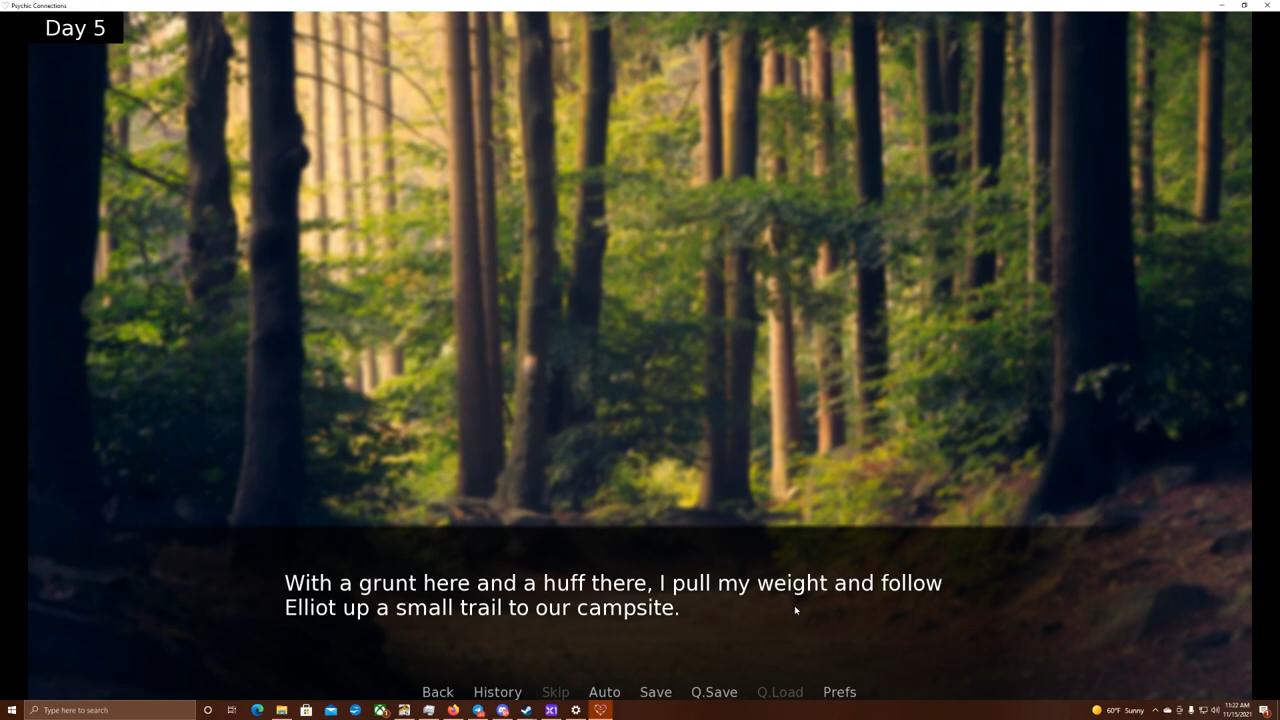 Psychic Connections
Day 5
With a grunt here and a huff there, I pull my weight and follow
Elliot up a small trail to our campsite.
Back History Skip Auto Save Q.Save Q.Load Prefs
Type here to search
60°F Sunny
11:22 AM
11/15/2021